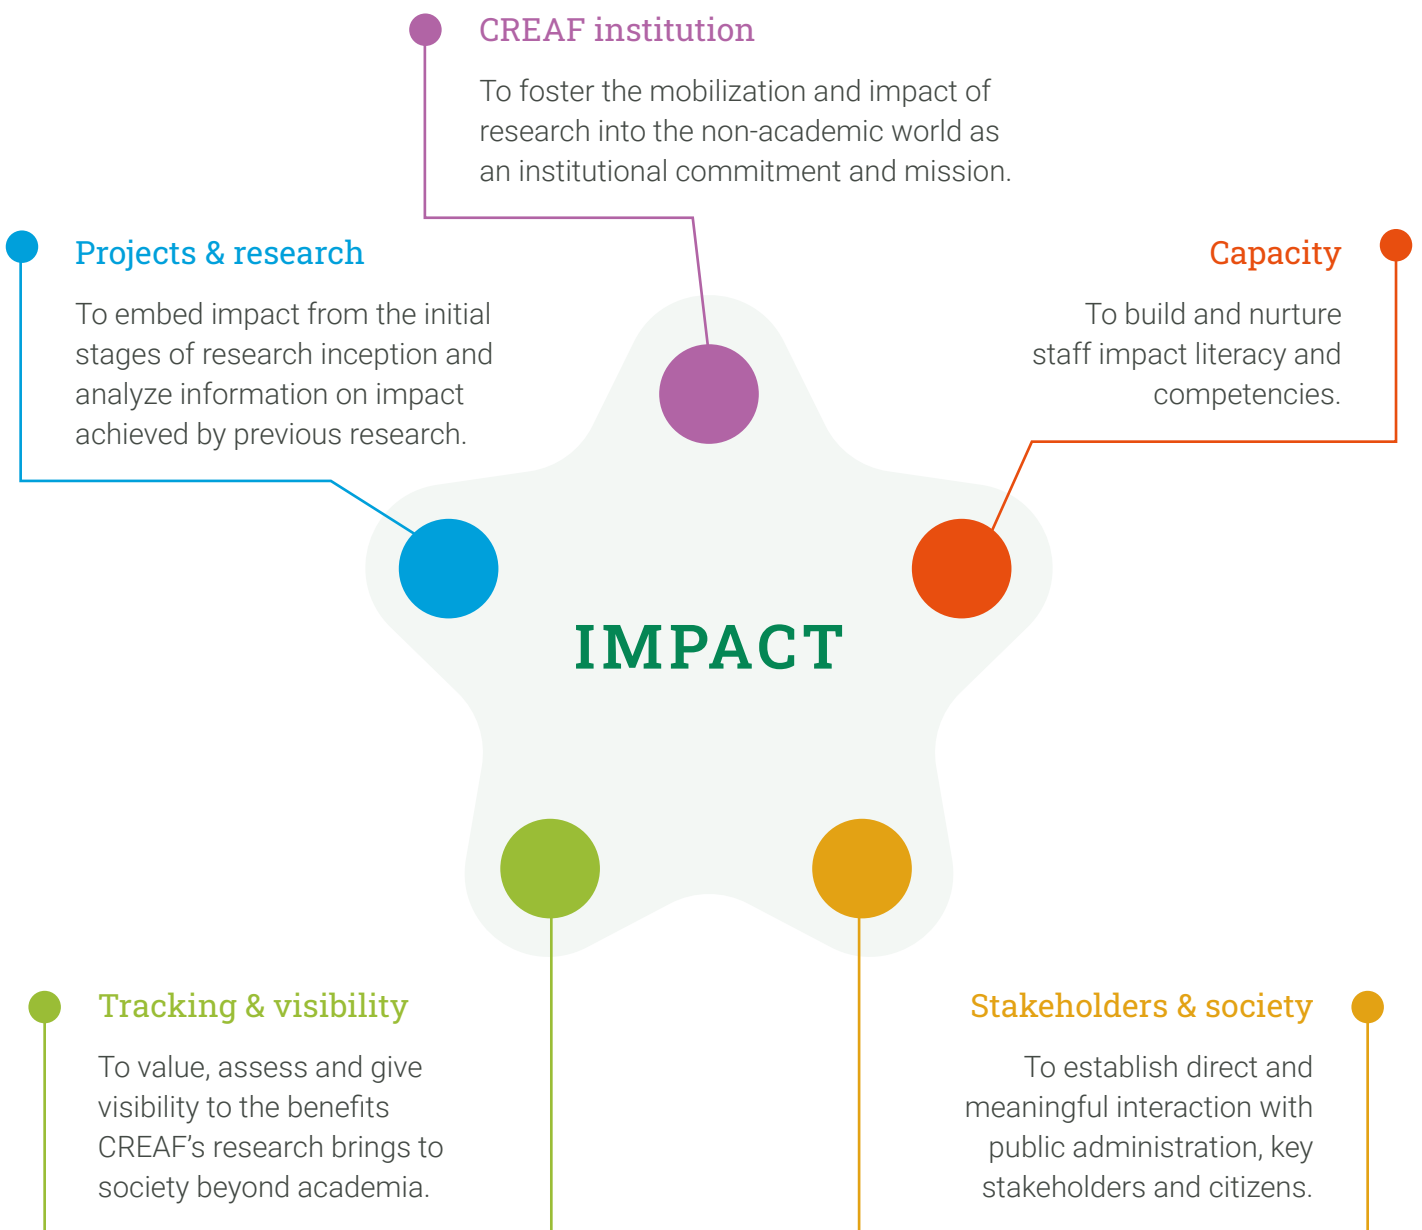 CREAF institution
To foster the mobilization and impact of
research into the non-academic world as
an institutional commitment and mission.
Projects & research
To embed impact from the initial
stages of research inception and
analyze information on impact
achieved by previous research.
Capacity
To build and nurture
staff impact literacy and
competencies.
IMPACT
Tracking & visibility
To value, assess and give
visibility to the benefits
CREAF’s research brings to
society beyond academia.
Stakeholders & society
To establish direct and
meaningful interaction with
public administration, key
stakeholders and citizens.